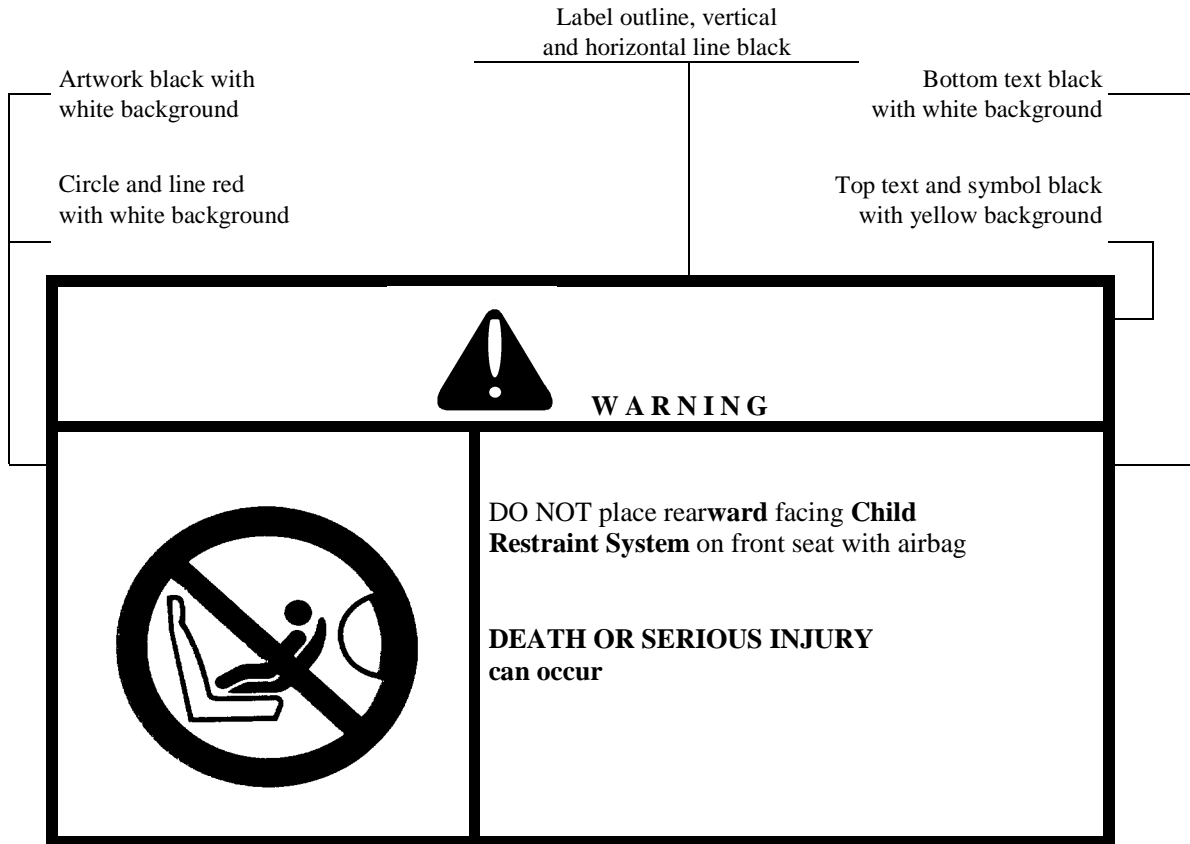 Label outline, vertical
and horizontal line black
Artwork black with
white background
Bottom text black
with white background
Circle and line red
with white background
Top text and symbol black
with yellow background
WARNING
DO NOT place rearward facing Child
Restraint System on front seat with airbag
DEATH OR SERIOUS INJURY
can occur